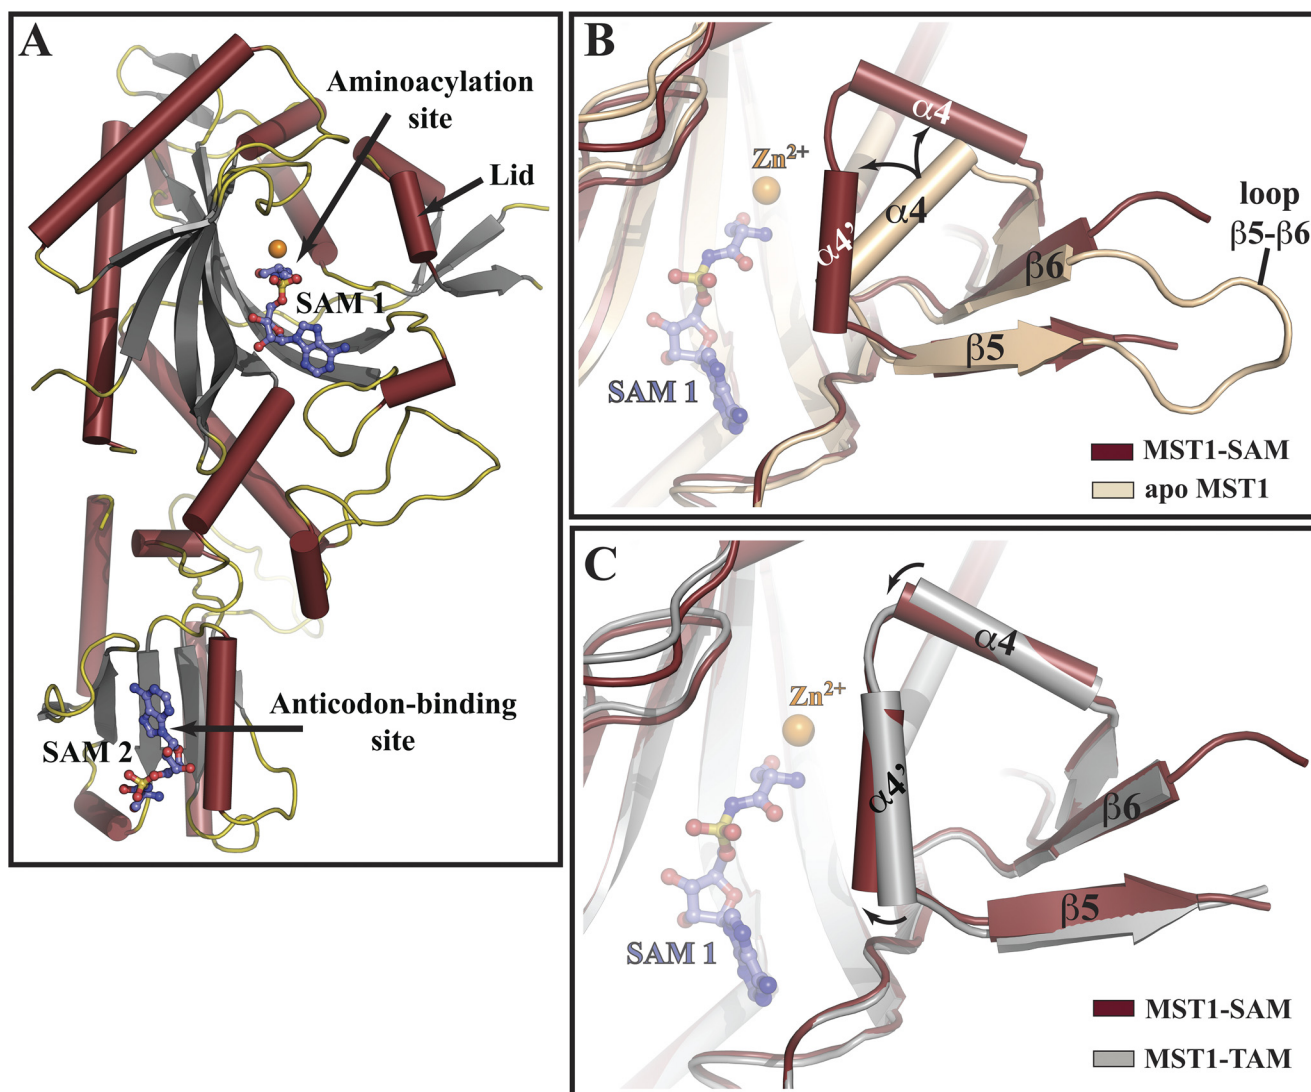 A
Aminoacylation
site
Lid
SAM 1
Anticodon-binding
site
SAM 2
B
Zn²⁺
α4
α4
α4'
loop
β5-β6
β6
β5
SAM 1
MST1-SAM
apo MST1
C
Zn²⁺
α4
α4'
β6
β5
SAM 1
MST1-SAM
MST1-TAM